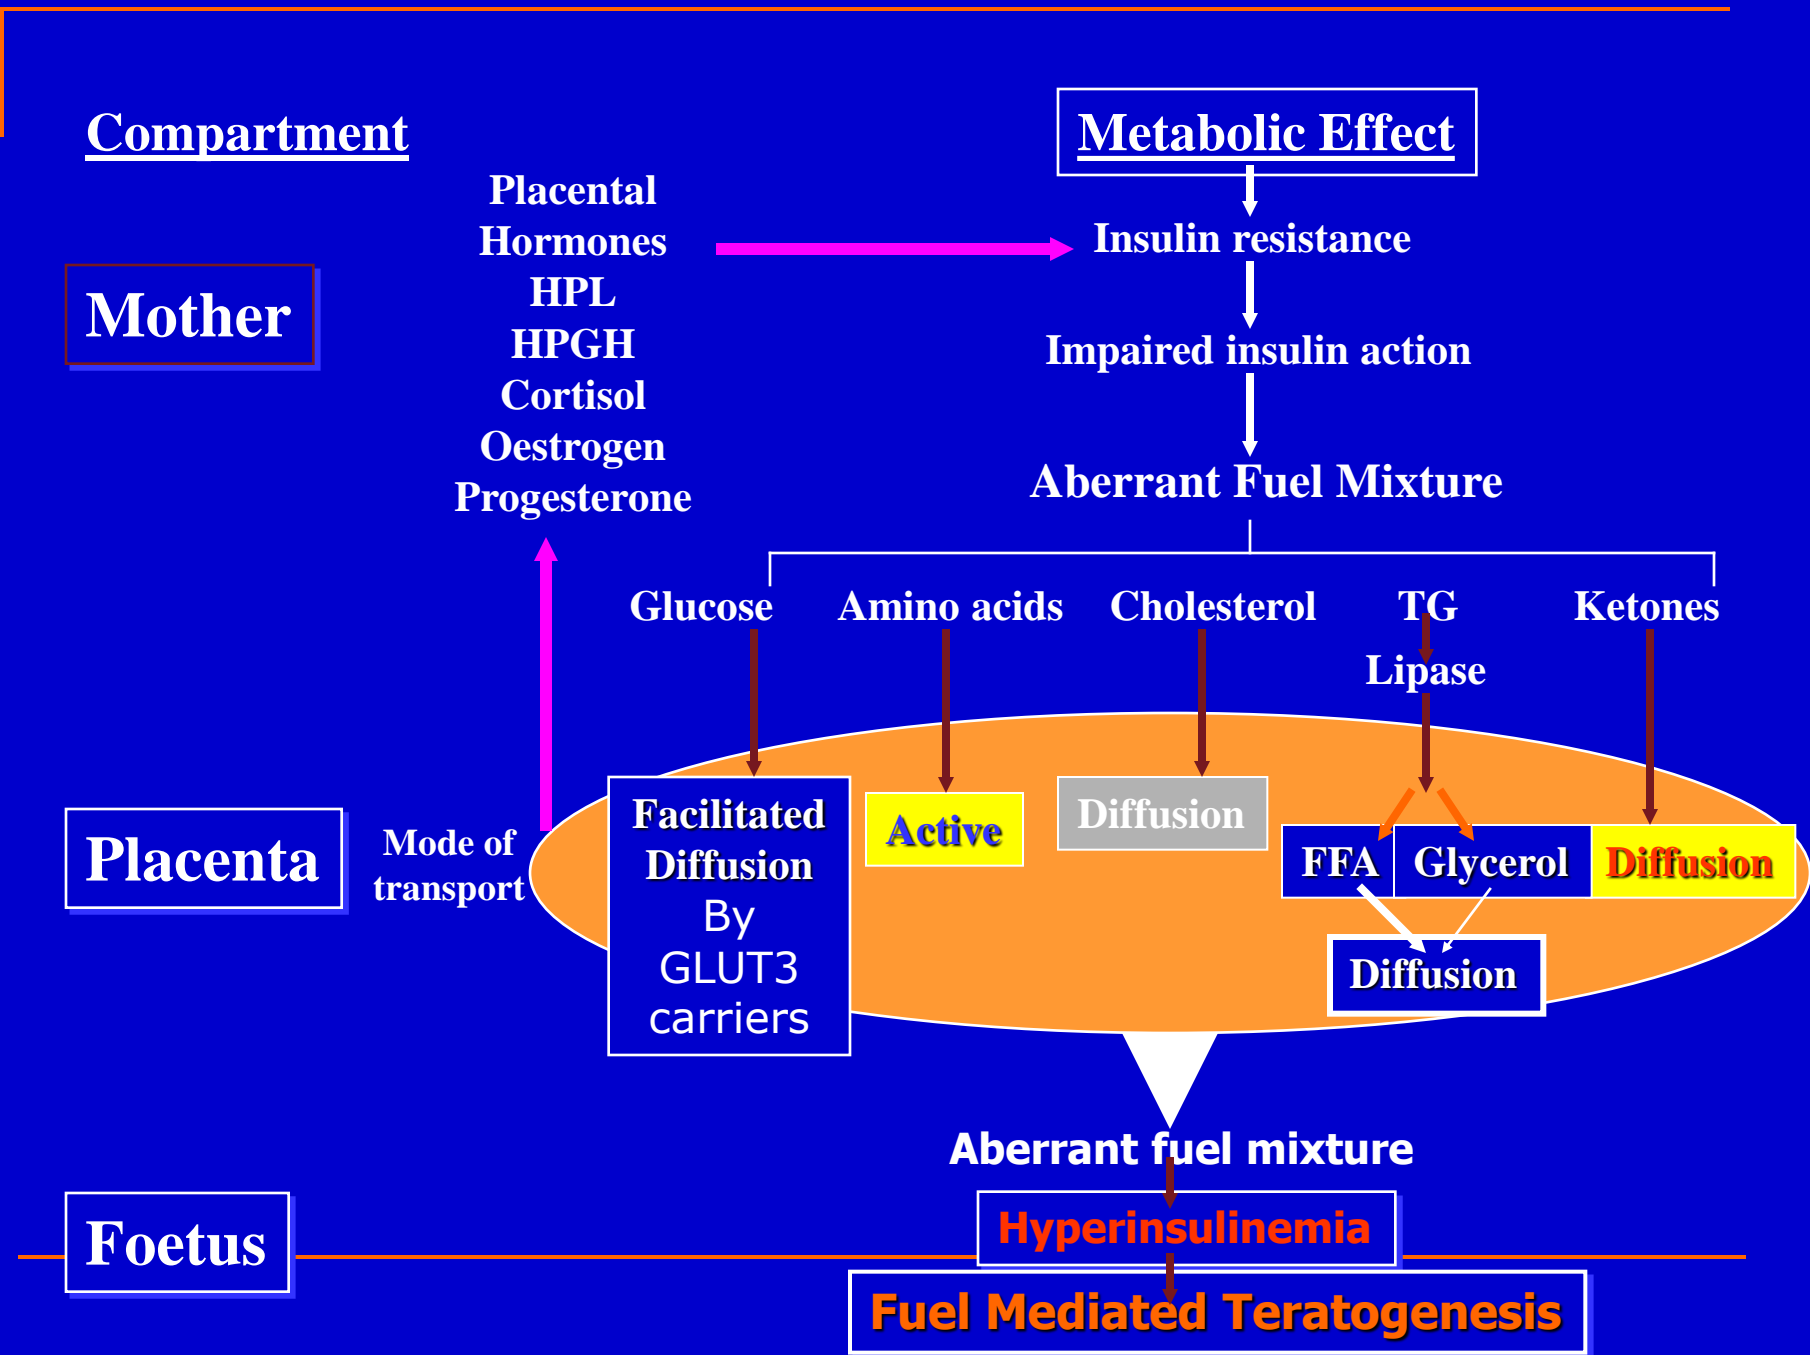 Compartment
Metabolic Effect
Placental
Hormones
HPL
HPGH
Cortisol
Oestrogen
Progesterone
Insulin resistance
Mother
Impaired insulin action
Aberrant Fuel Mixture
Glucose
Amino acids
Cholesterol
TG
Ketones
Lipase
Placenta
Mode of
transport
Facilitated
Diffusion
By
GLUT3
carriers
Active
Diffusion
FFA
Glycerol
Diffusion
Diffusion
Aberrant fuel mixture
Foetus
Hyperinsulinemia
Fuel Mediated Teratogenesis